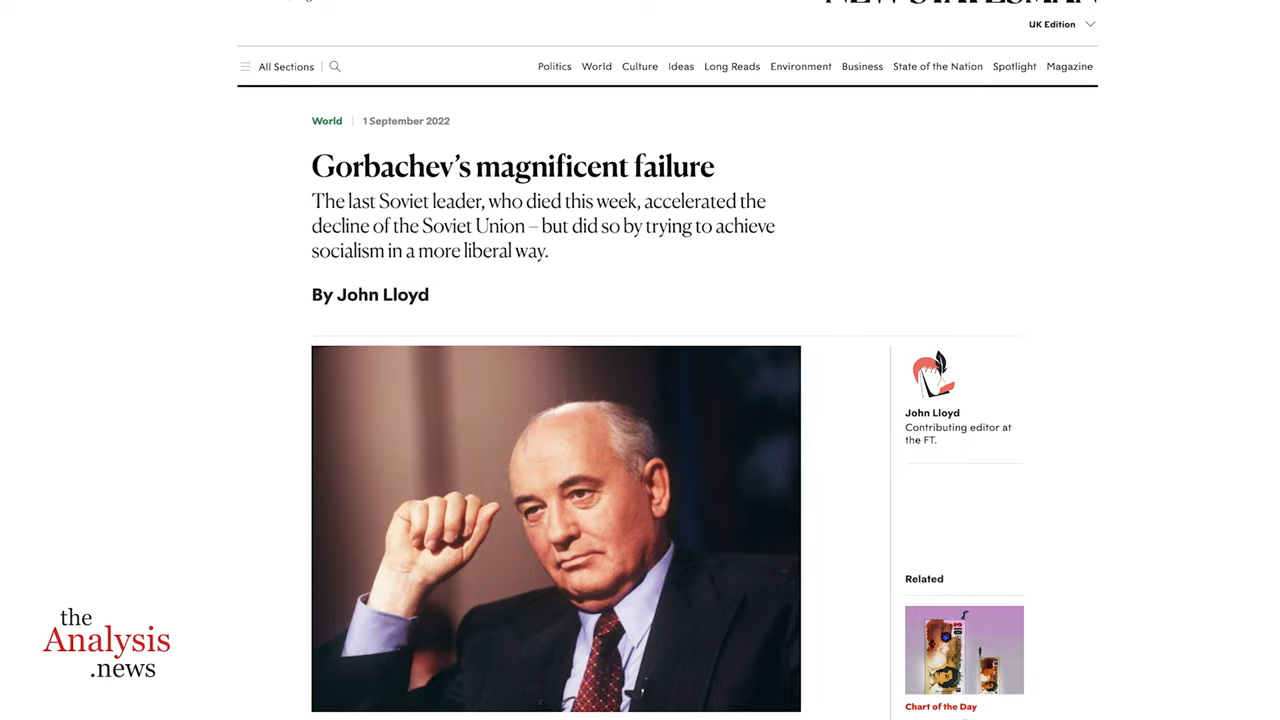 NEW STATESMAN
UK Edition
All Sections
Politics World Culture Ideas Long Reads Environment Business State of the Nation Spotlight Magazine
World | 1 September 2022
Gorbachev's magnificent failure
The last Soviet leader, who died this week, accelerated the
decline of the Soviet Union – but did so by trying to achieve
socialism in a more liberal way.
By John Lloyd
John Lloyd
Contributing editor at
the FT.
Related
Chart of the Day
the
Analysis
.news